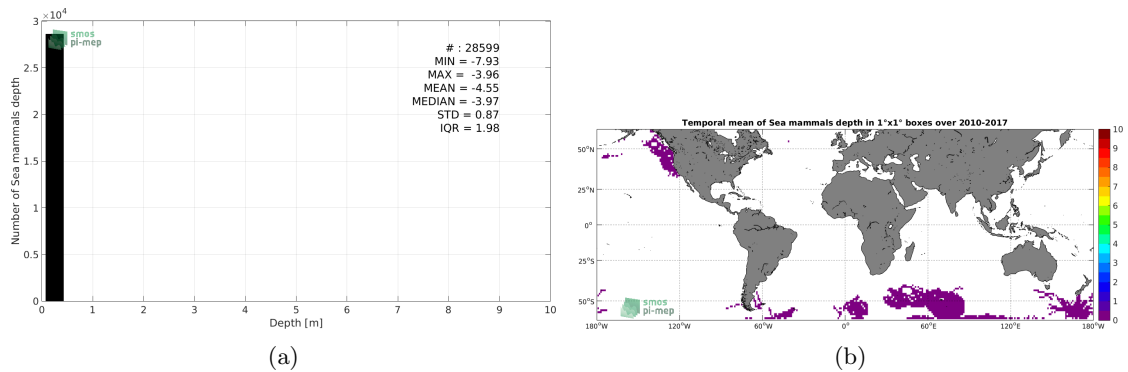 3 ×10⁴
smos
pi-mep
# : 28599
MIN = -7.93
MAX = -3.96
MEAN = -4.55
MEDIAN = -3.97
STD = 0.87
IQR = 1.98
2.5
2
1.5
1
0.5
0
Number of Sea mammals depth
0 1 2 3 4 5 6 7 8 9 10
Depth [m]
(a)
Temporal mean of Sea mammals depth in 1°x1° boxes over 2010-2017
50°N
25°N
0°
25°S
50°S
smos
pi-mep
180°W 120°W 60°W 0° 60°E 120°E 180°W
10
9
8
7
6
5
4
3
2
1
0
(b)